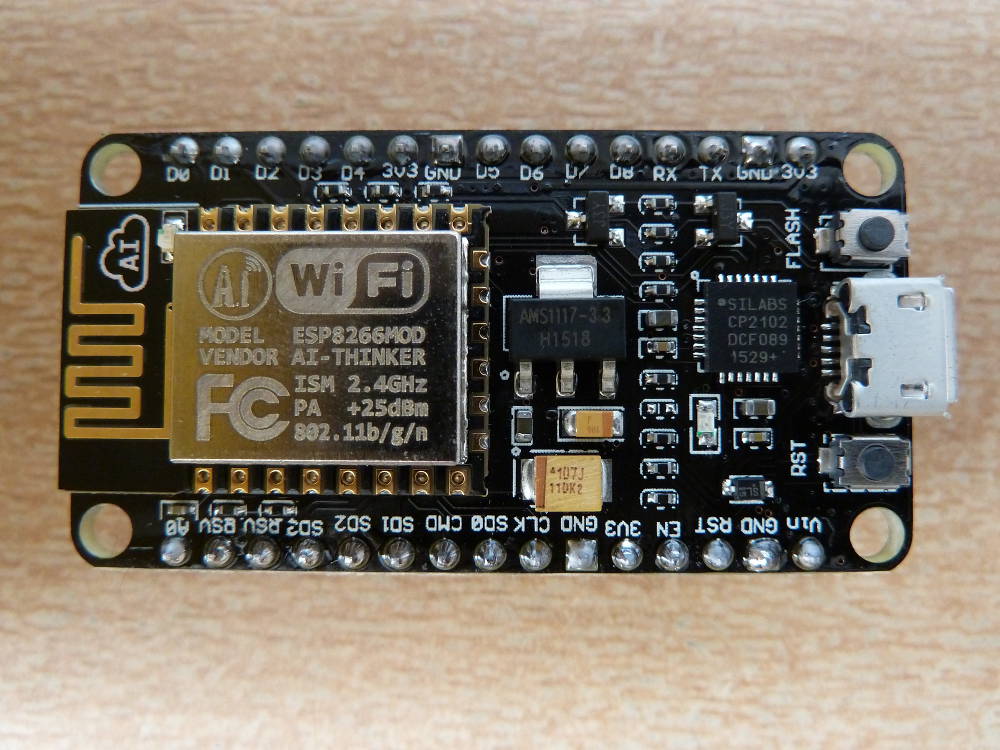 D0 D1 D2 D3 D4 3V3 GND D5 D6 D7 D8 RX TX GND 3V3
AI
FLASH
A.I
WiFi
MODEL ESP8266MOD
VENDOR AI-THINKER
FC ISM 2.4GHz
PA +25dBm
802.11b/g/n
AMS1117-3.3
H1518
SILABS
CP2102
DCF089
1529+
107J
11DK2
RST
A0 RSV RSV SD3 SD2 SD1 CMD SD0 CLK GND 3V3 EN RST GND Vin